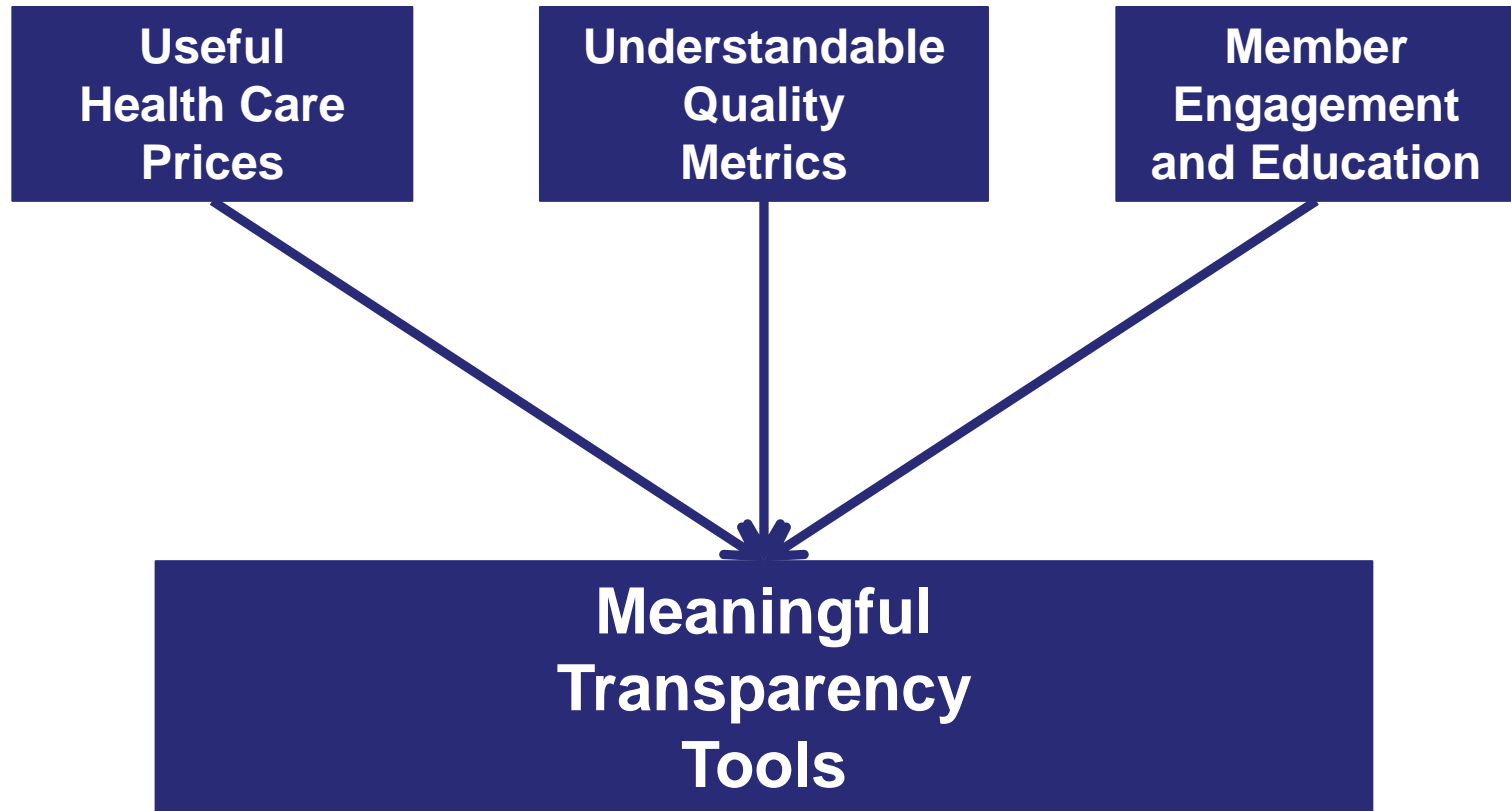 Useful
Health Care
Prices
Understandable
Quality
Metrics
Member
Engagement
and Education
Meaningful
Transparency
Tools